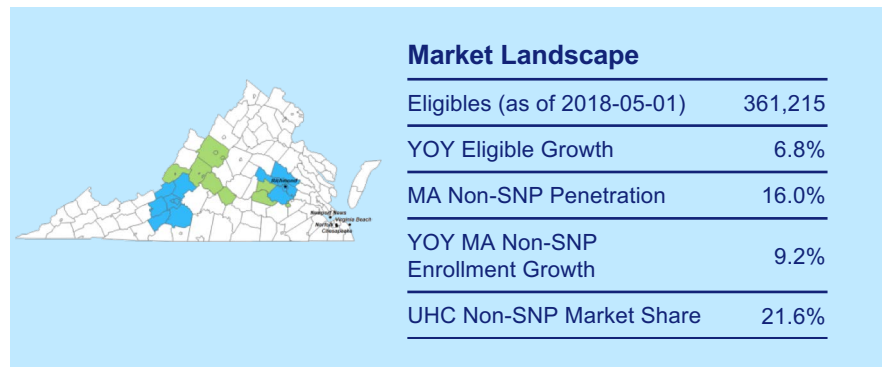 Market Landscape
Eligibles (as of 2018-05-01) 361,215
YOY Eligible Growth 6.8%
MA Non-SNP Penetration 16.0%
YOY MA Non-SNP
Enrollment Growth 9.2%
UHC Non-SNP Market Share 21.6%
Richmond
Newport News
Virginia Beach
Norfolk
Chesapeake